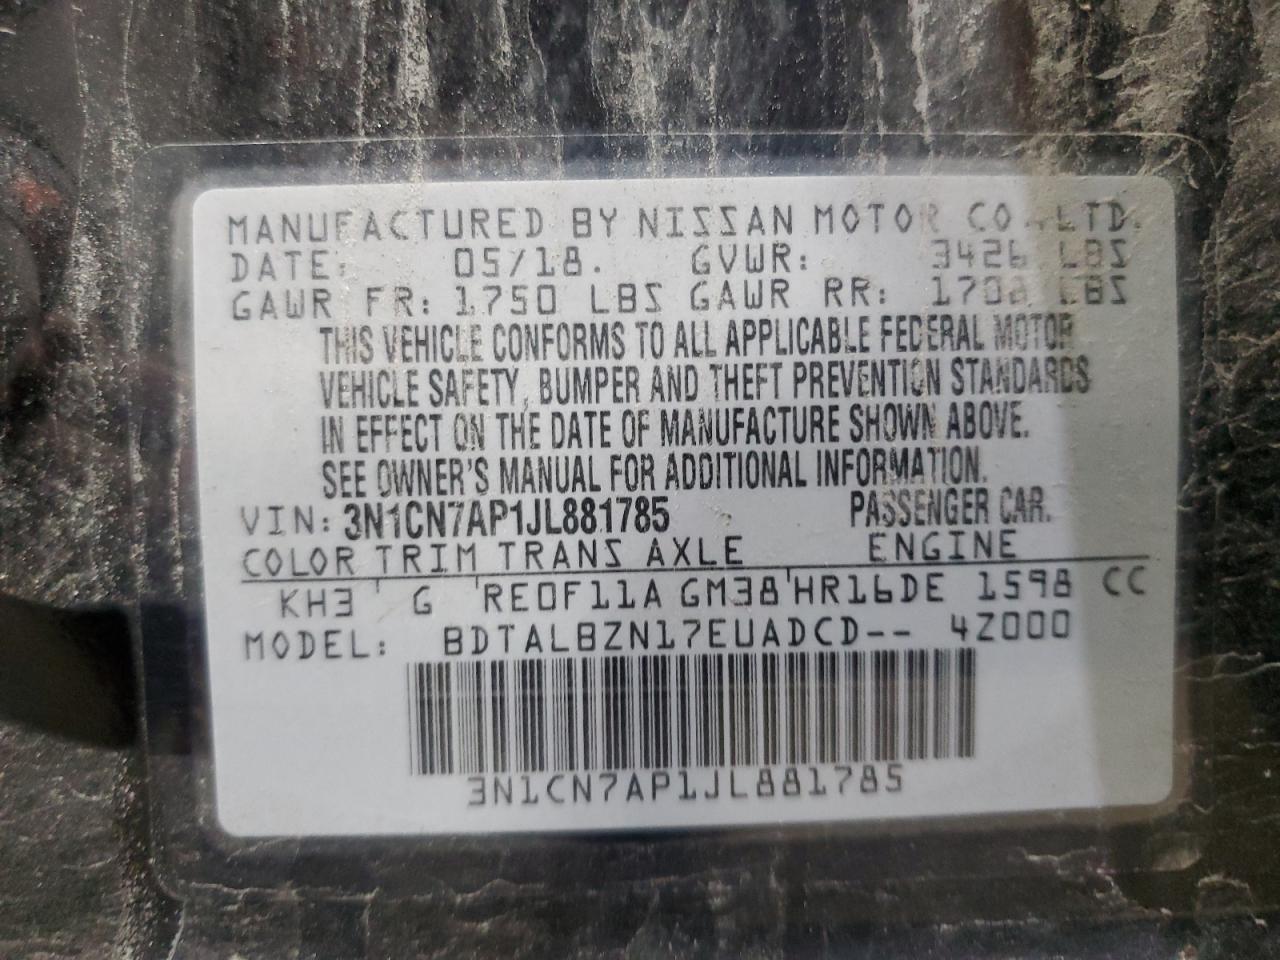 MANUFACTURED BY NISSAN MOTOR CO.,LTD.
DATE: 05/18. GVWR: 3426 LBS
GAWR FR: 1750 LBS GAWR RR: LBS
THIS VEHICLE CONFORMS TO ALL APPLICABLE FEDERAL MOTOR
VEHICLE SAFETY, BUMPER AND THEFT PREVENTION STANDARDS
IN EFFECT ON THE DATE OF MANUFACTURE SHOWN ABOVE.
SEE OWNER'S MANUAL FOR ADDITIONAL INFORMATION.
VIN: 3N1CN7AP1JL881785 PASSENGER CAR.
COLOR TRIM TRANS AXLE ENGINE
KH3 ' G 'RE0F11A GM38'HR16DE 1598 CC
MODEL: BDTALBZN17EUADCD-- 4Z000
3N1CN7AP1JL881785